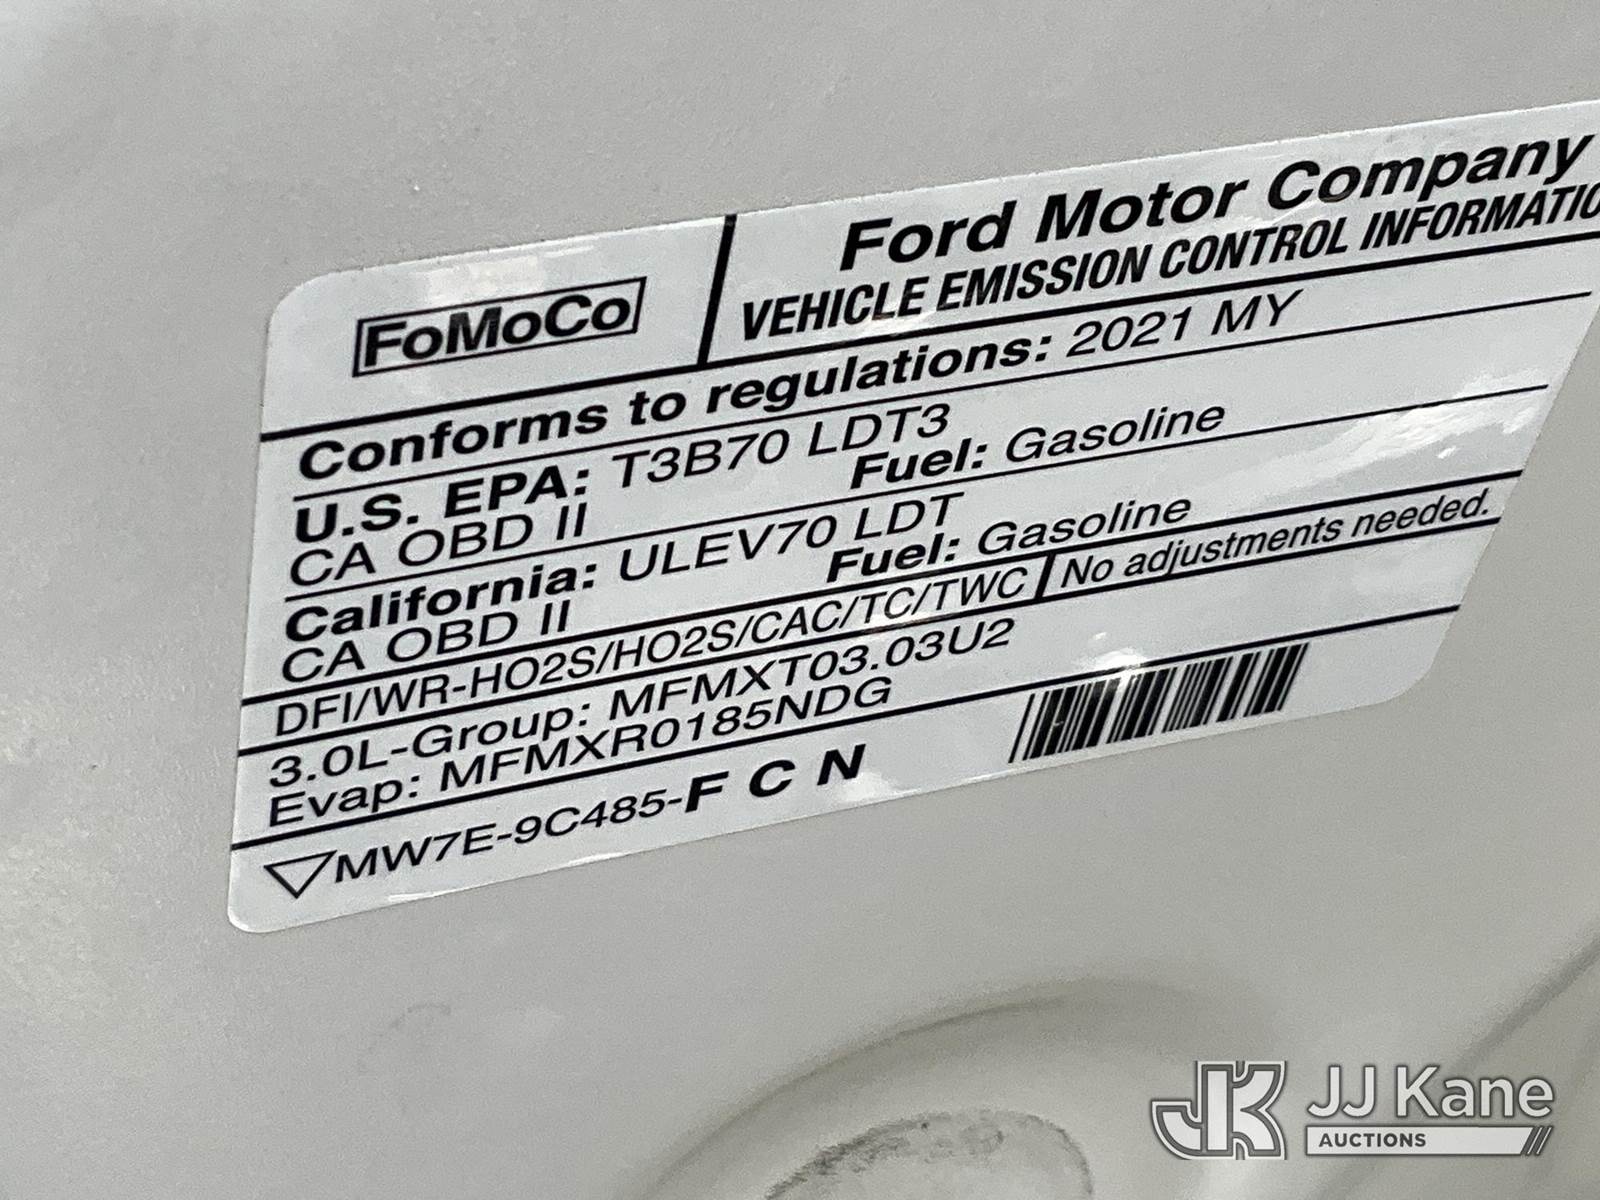 FoMoCo
Ford Motor Company
VEHICLE EMISSION CONTROL INFORMATIO
Conforms to regulations: 2021 MY
U.S. EPA: T3B70 LDT3
CA OBD II Fuel: Gasoline
California: ULEV70 LDT
CA OBD II Fuel: Gasoline
DFI/WR-HO2S/HO2S/CAC/TC/TWC No adjustments needed.
3.0L-Group: MFMXT03.03U2
Evap: MFMXR0185NDG
MW7E-9C485-F C N
JK JJ Kane
AUCTIONS